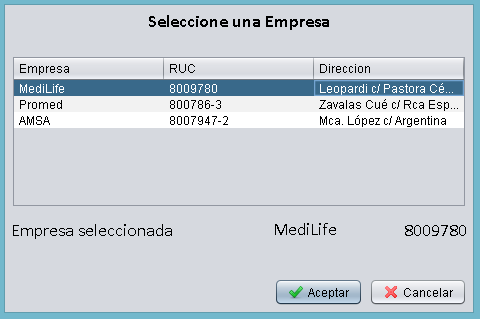 Seleccione una Empresa
Empresa RUC Direccion
MediLife 8009780 Leopardi c/ Pastora Cé...
Promed 800786-3 Zavalas Cué c/ Rca Esp...
AMSA 8007947-2 Mca. López c/ Argentina
Empresa seleccionada MediLife 8009780
Aceptar Cancelar